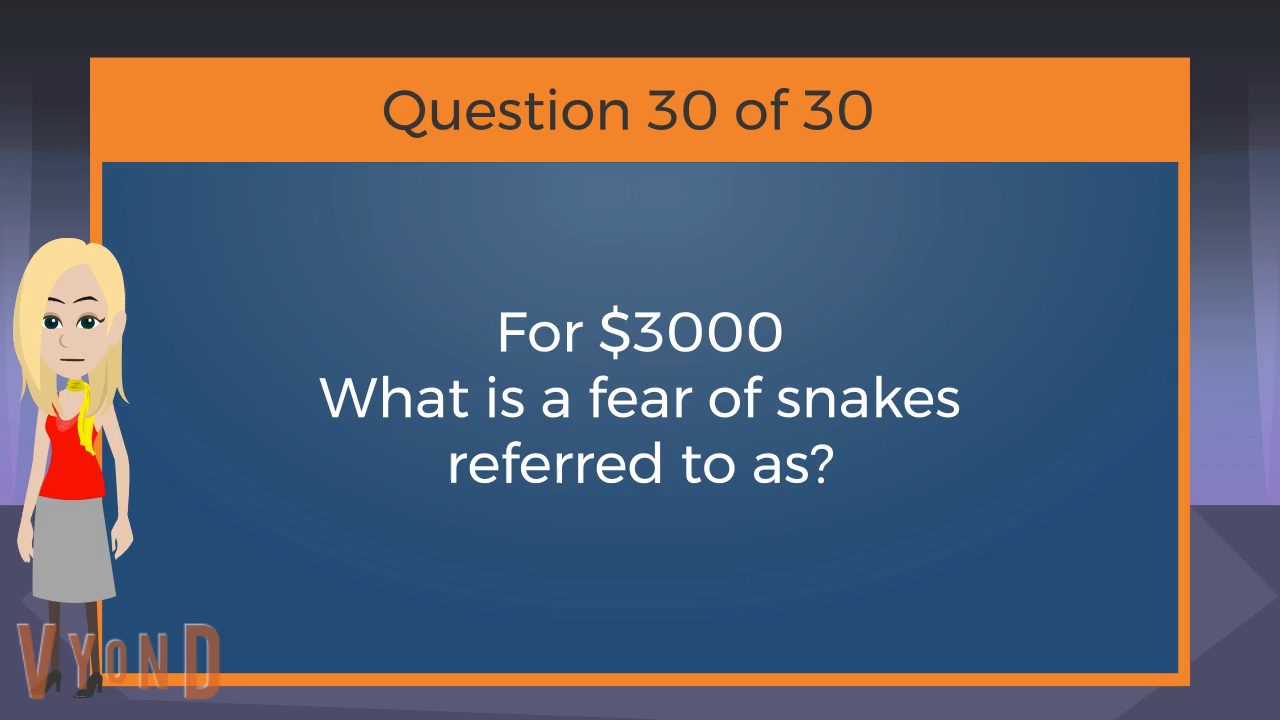 Question 30 of 30
For $3000
What is a fear of snakes
referred to as?
VYOND